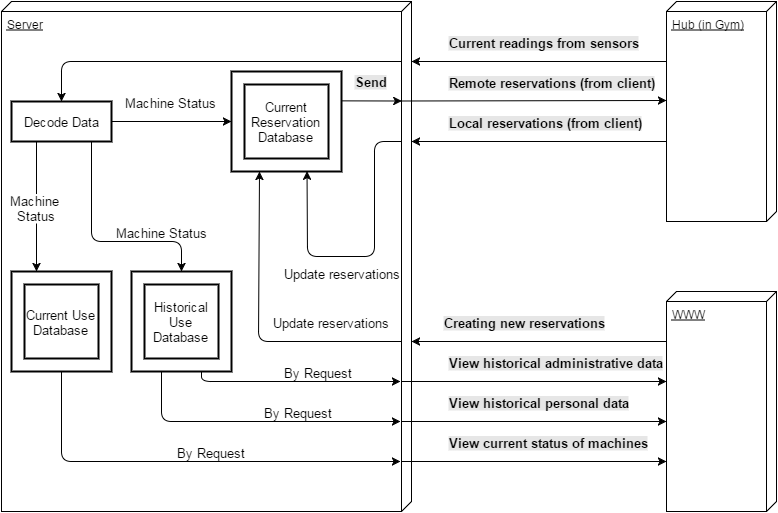 Server
Hub (in Gym)
Current readings from sensors
Send
Remote reservations (from client)
Machine Status
Current
Reservation
Database
Decode Data
Local reservations (from client)
Machine
Status
Machine Status
Update reservations
Current Use
Database
Historical
Use
Database
Update reservations
Creating new reservations
WWW
By Request
View historical administrative data
By Request
View historical personal data
By Request
View current status of machines